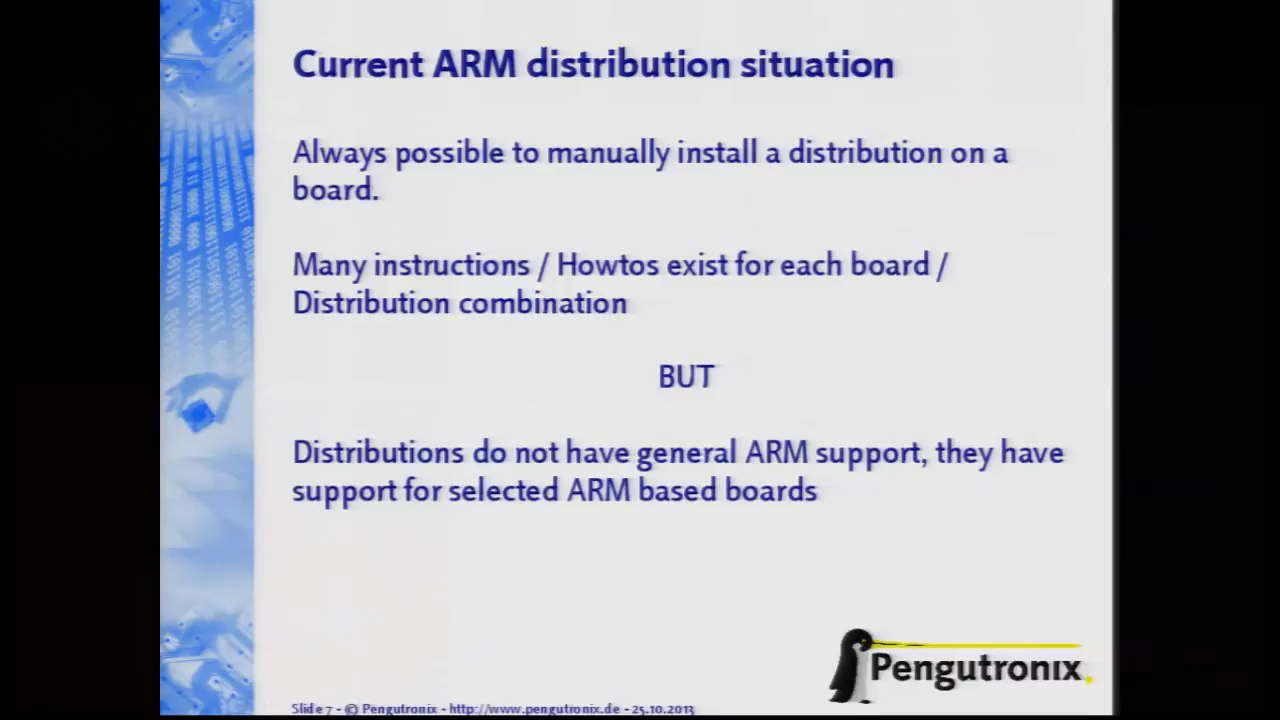 Current ARM distribution situation
Always possible to manually install a distribution on a
board.
Many instructions / Howtos exist for each board /
Distribution combination
BUT
Distributions do not have general ARM support, they have
support for selected ARM based boards
Pengutronix.
Slide 7 - © Pengutronix - http://www.pengutronix.de - 25.10.2013